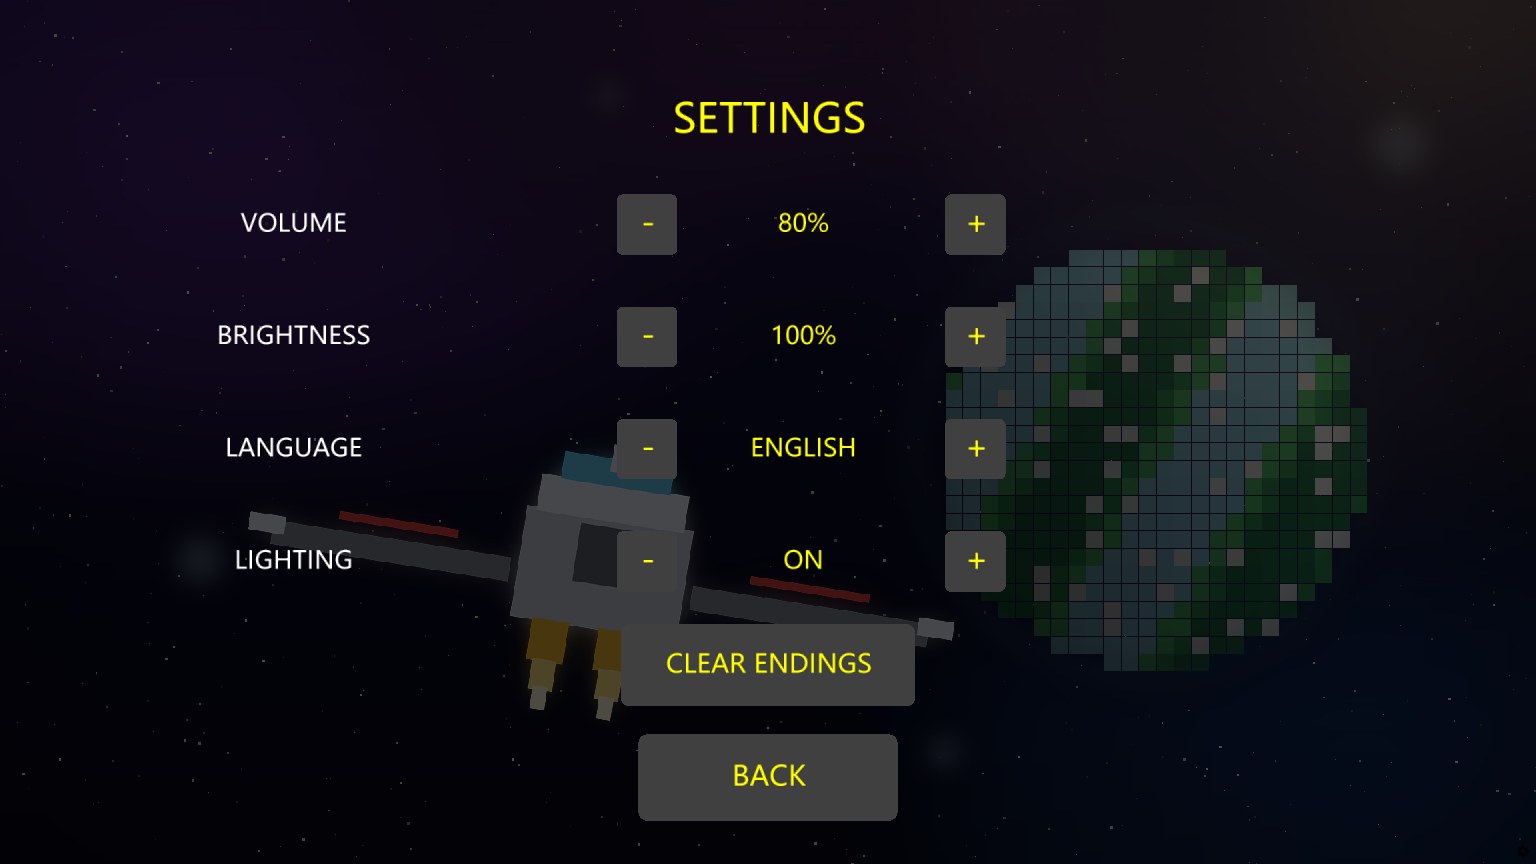 SETTINGS
VOLUME - 80% +
BRIGHTNESS - 100% +
LANGUAGE - ENGLISH +
LIGHTING - ON +
CLEAR ENDINGS
BACK